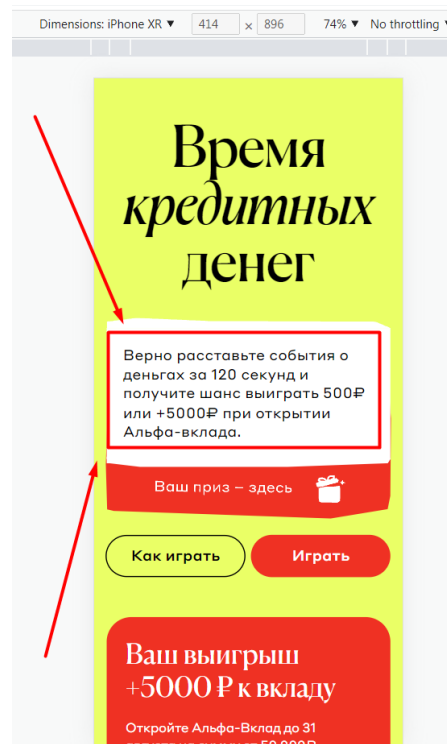 Dimensions: iPhone XR ▼ 414 × 896 74% ▼ No throttling
Время
кредитных
денег
Верно расставьте события о
деньгах за 120 секунд и
получите шанс выиграть 500₽
или +5000₽ при открытии
Альфа-вклада.
Ваш приз – здесь
Как играть
Играть
Ваш выигрыш
+5000 ₽ к вкладу
Откройте Альфа-Вклад до 31